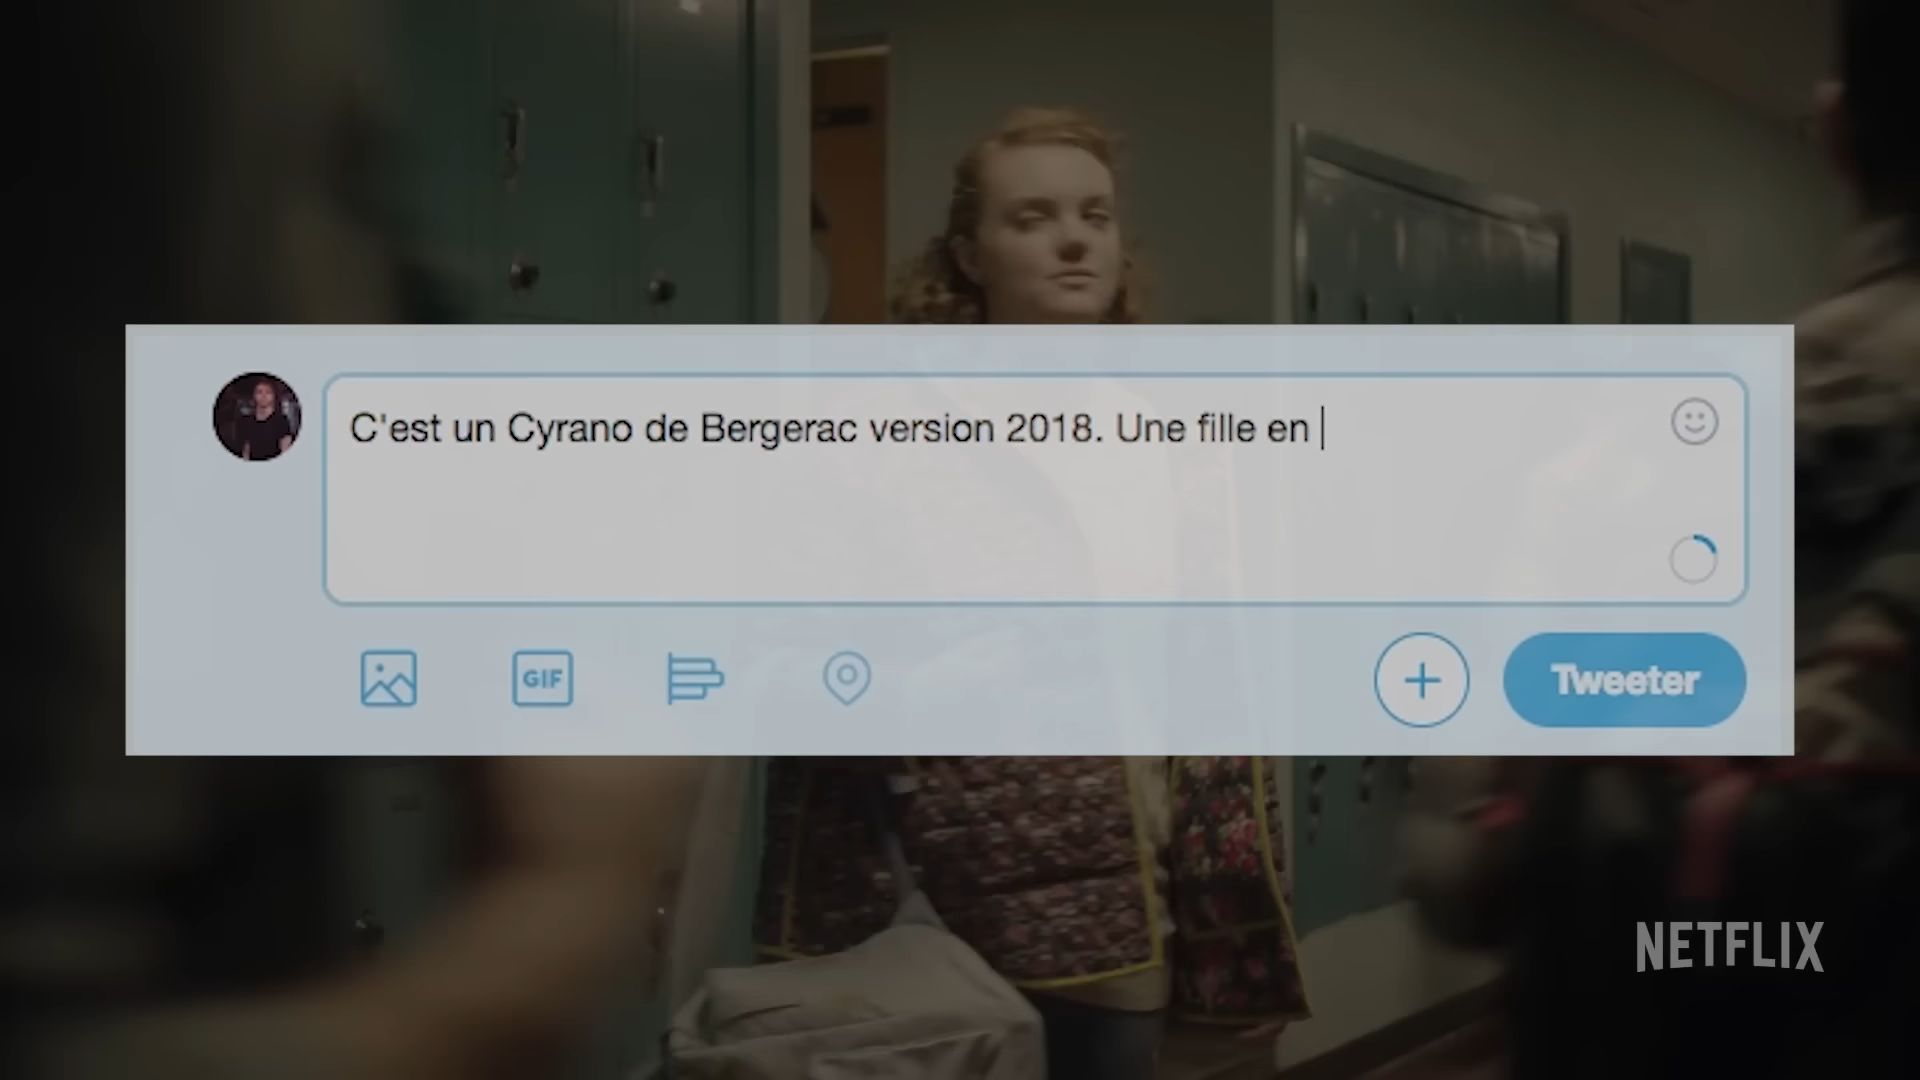 C'est un Cyrano de Bergerac version 2018. Une fille en
GIF
Tweeter
NETFLIX